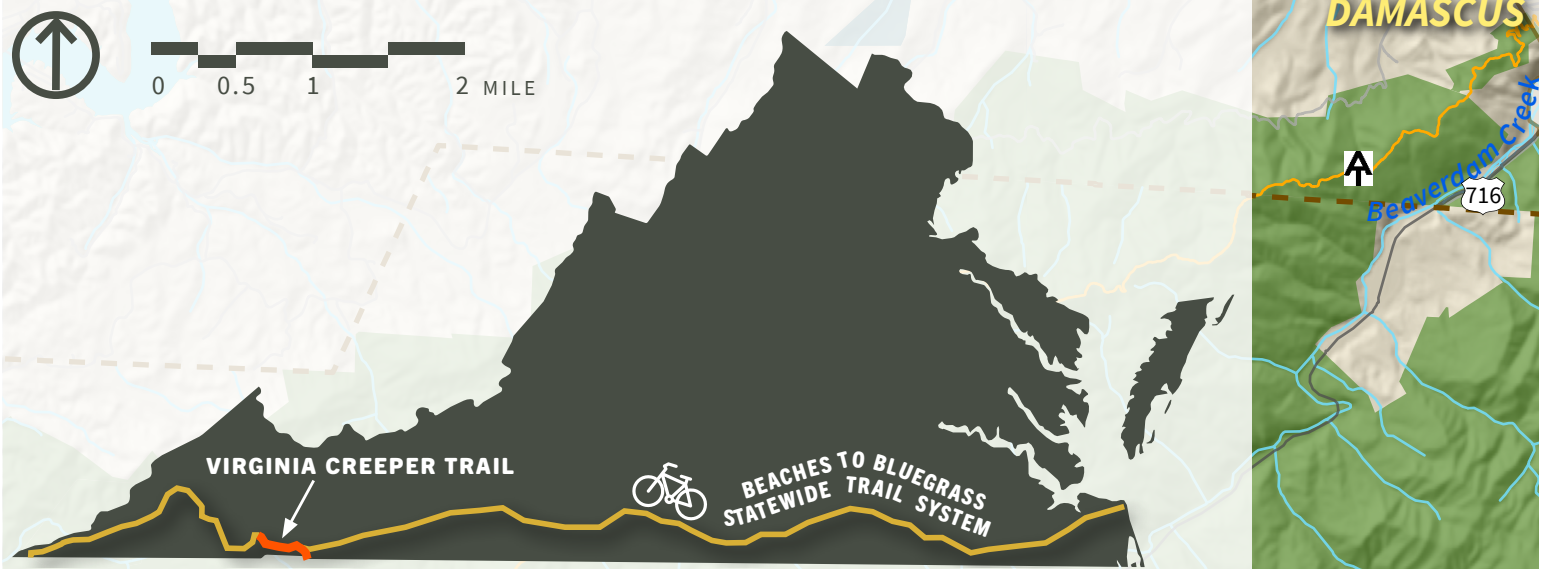 DAMASCUS
0 0.5 1 2 MILE
Beaverdam Creek
716
VIRGINIA CREEPER TRAIL
BEACHES TO BLUEGRASS
STATEWIDE TRAIL SYSTEM